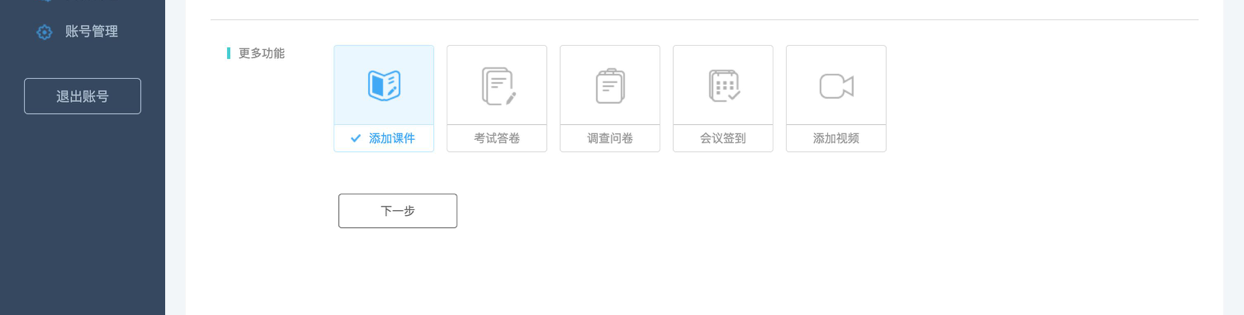 账号管理
退出账号
更多功能
添加课件
考试答卷
调查问卷
会议签到
添加视频
下一步